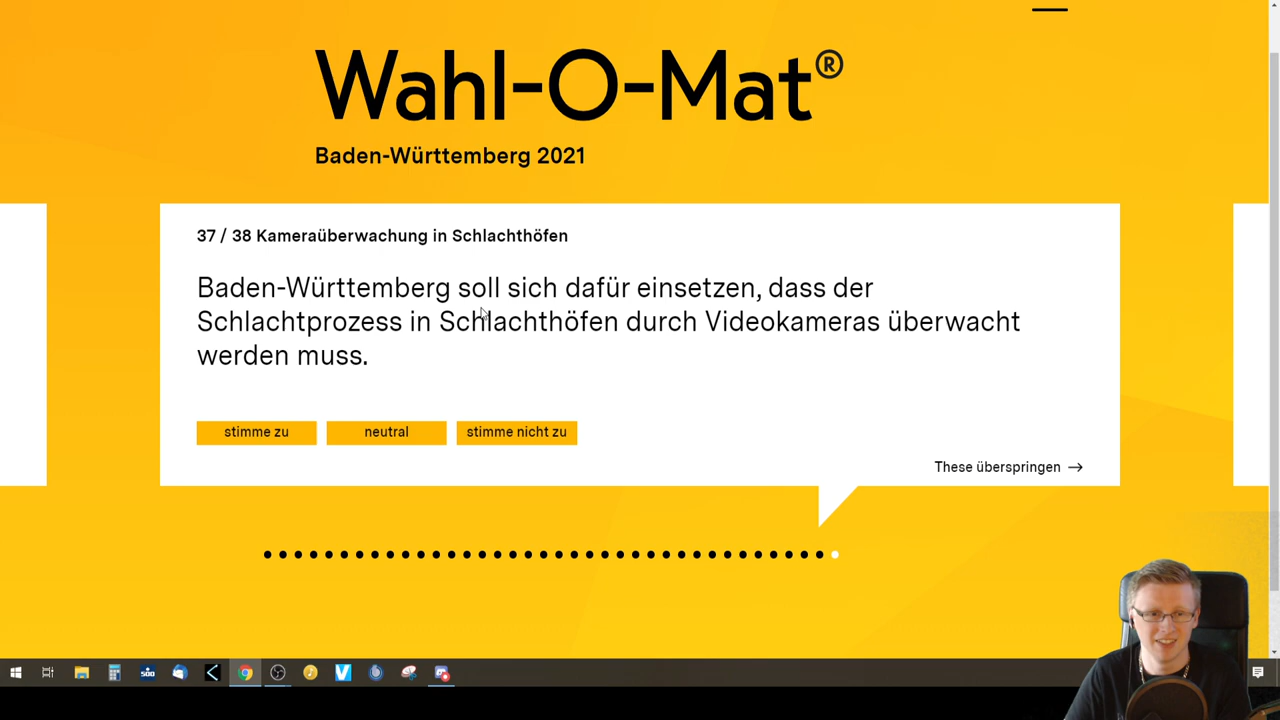 Wahl-O-Mat®
Baden-Württemberg 2021
37 / 38 Kameraüberwachung in Schlachthöfen
Baden-Württemberg soll sich dafür einsetzen, dass der
Schlachtprozess in Schlachthöfen durch Videokameras überwacht
werden muss.
stimme zu
neutral
stimme nicht zu
These überspringen →
500